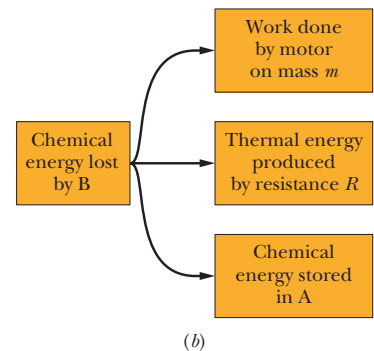 Work done
by motor
on mass m
Chemical
energy lost
by B
Thermal energy
produced
by resistance R
Chemical
energy stored
in A
(b)